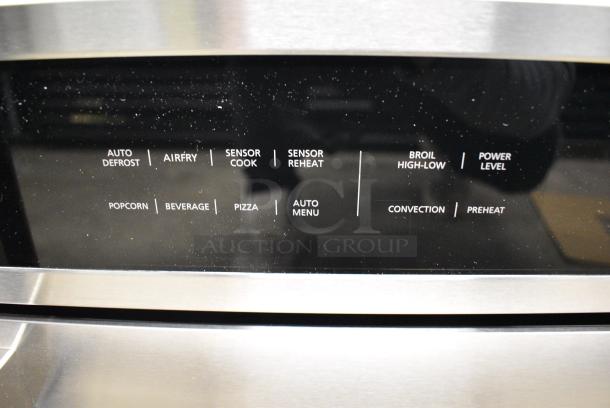 AUTO DEFROST | AIRFRY | SENSOR COOK | SENSOR REHEAT | BROIL HIGH-LOW | POWER LEVEL
POPCORN | BEVERAGE | PIZZA | AUTO MENU | CONVECTION | PREHEAT
PCI
AUCTION GROUP